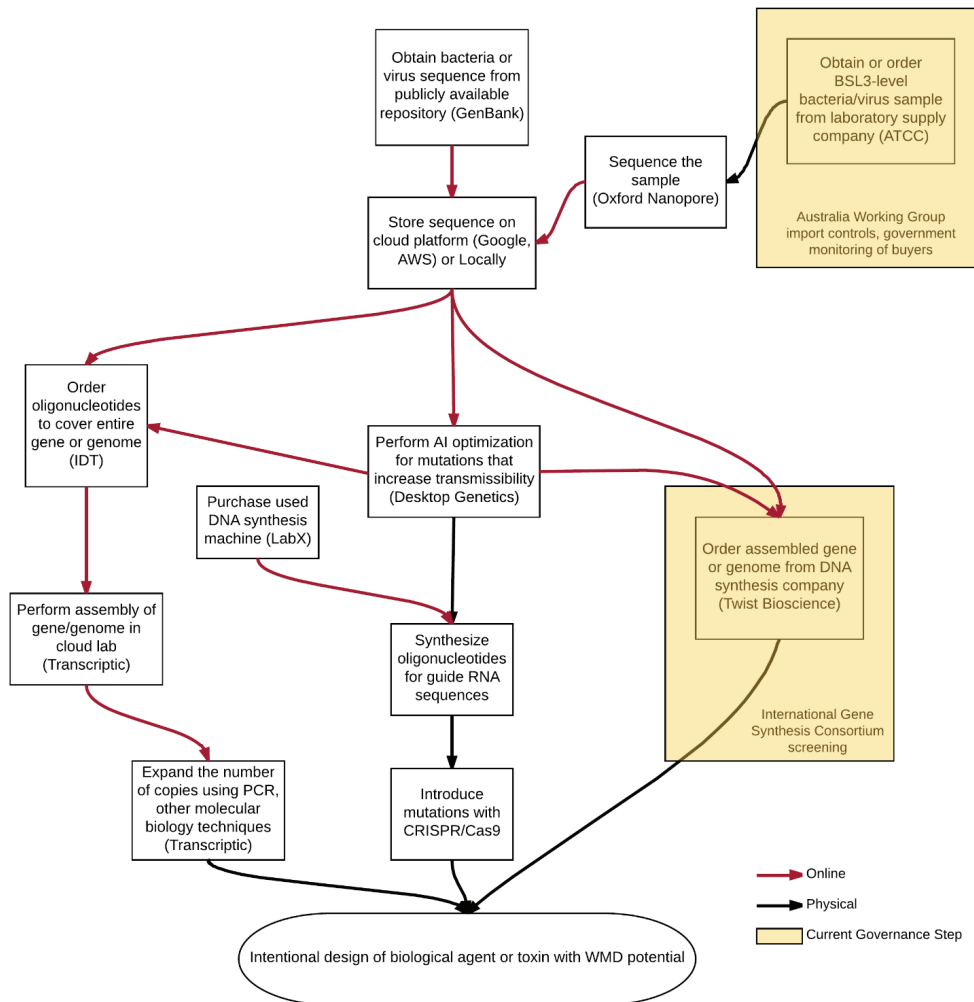 Obtain bacteria or
virus sequence from
publicly available
repository (GenBank)
Obtain or order
BSL3-level
bacteria/virus sample
from laboratory supply
company (ATCC)
Sequence the
sample
(Oxford Nanopore)
Australia Working Group
import controls, government
monitoring of buyers
Store sequence on
cloud platform (Google,
AWS) or Locally
Order
oligonucleotides
to cover entire
gene or genome
(IDT)
Perform AI optimization
for mutations that
increase transmissibility
(Desktop Genetics)
Purchase used
DNA synthesis
machine (LabX)
Order assembled gene
or genome from DNA
synthesis company
(Twist Bioscience)
Perform assembly of
gene/genome in
cloud lab
(Transcriptic)
Synthesize
oligonucleotides
for guide RNA
sequences
International Gene
Synthesis Consortium
screening
Expand the number
of copies using PCR,
other molecular
biology techniques
(Transcriptic)
Introduce
mutations with
CRISPR/Cas9
Online
Physical
Current Governance Step
Intentional design of biological agent or toxin with WMD potential